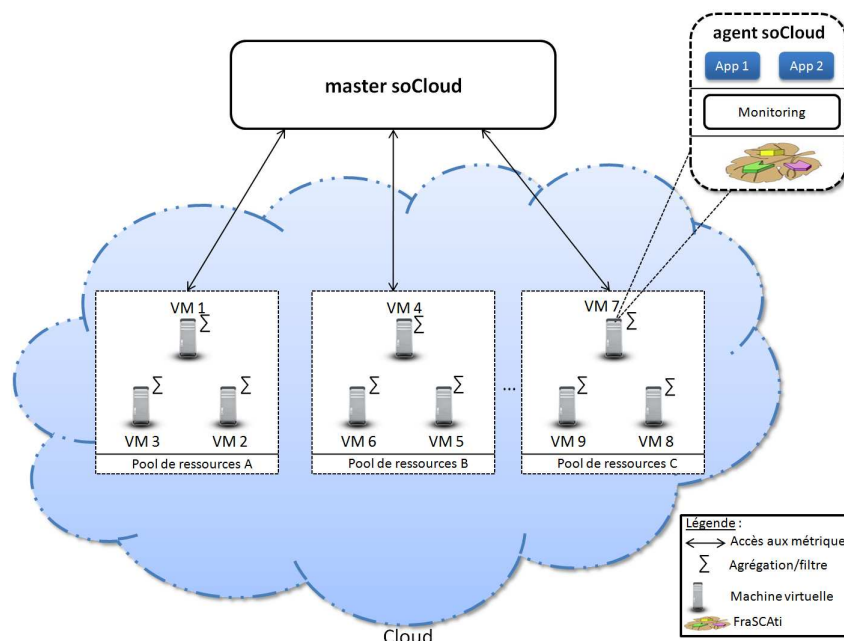 master soCloud
agent soCloud
App 1
App 2
Monitoring
VM 1
Σ
Σ
Σ
VM 3
VM 2
Pool de ressources A
VM 4
Σ
Σ
Σ
VM 6
VM 5
Pool de ressources B
...
VM 7
Σ
Σ
Σ
VM 9
VM 8
Pool de ressources C
Cloud
Légende :
Accès aux métrique
Σ Agrégation/filtre
Machine virtuelle
FraSCAti